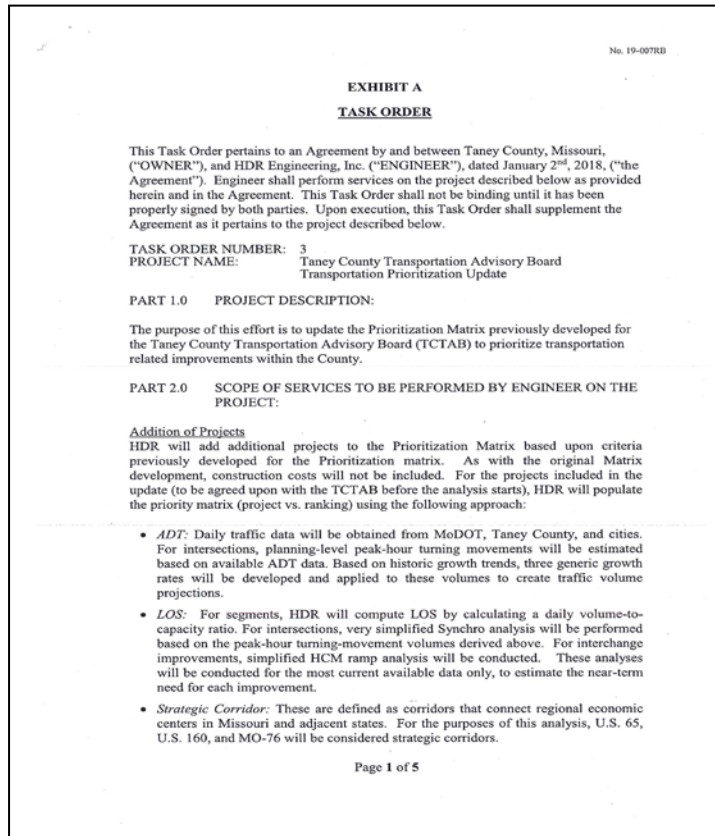 No. 19-007RB
EXHIBIT A
TASK ORDER
This Task Order pertains to an Agreement by and between Taney County, Missouri,
("OWNER"), and HDR Engineering, Inc. ("ENGINEER"), dated January 2nd, 2018, ("the
Agreement"). Engineer shall perform services on the project described below as provided
herein and in the Agreement. This Task Order shall not be binding until it has been
properly signed by both parties. Upon execution, this Task Order shall supplement the
Agreement as it pertains to the project described below.
TASK ORDER NUMBER: 3
PROJECT NAME: Taney County Transportation Advisory Board
Transportation Prioritization Update
PART 1.0 PROJECT DESCRIPTION:
The purpose of this effort is to update the Prioritization Matrix previously developed for
the Taney County Transportation Advisory Board (TCTAB) to prioritize transportation
related improvements within the County.
PART 2.0 SCOPE OF SERVICES TO BE PERFORMED BY ENGINEER ON THE
PROJECT:
Addition of Projects
HDR will add additional projects to the Prioritization Matrix based upon criteria
previously developed for the Prioritization matrix. As with the original Matrix
development, construction costs will not be included. For the projects included in the
update (to be agreed upon with the TCTAB before the analysis starts), HDR will populate
the priority matrix (project vs. ranking) using the following approach:
• ADT: Daily traffic data will be obtained from MoDOT, Taney County, and cities.
For intersections, planning-level peak-hour turning movements will be estimated
based on available ADT data. Based on historic growth trends, three generic growth
rates will be developed and applied to these volumes to create traffic volume
projections.
• LOS: For segments, HDR will compute LOS by calculating a daily volume-to-
capacity ratio. For intersections, very simplified Synchro analysis will be performed
based on the peak-hour turning-movement volumes derived above. For interchange
improvements, simplified HCM ramp analysis will be conducted. These analyses
will be conducted for the most current available data only, to estimate the near-term
need for each improvement.
• Strategic Corridor: These are defined as corridors that connect regional economic
centers in Missouri and adjacent states. For the purposes of this analysis, U.S. 65,
U.S. 160, and MO-76 will be considered strategic corridors.
Page 1 of 5